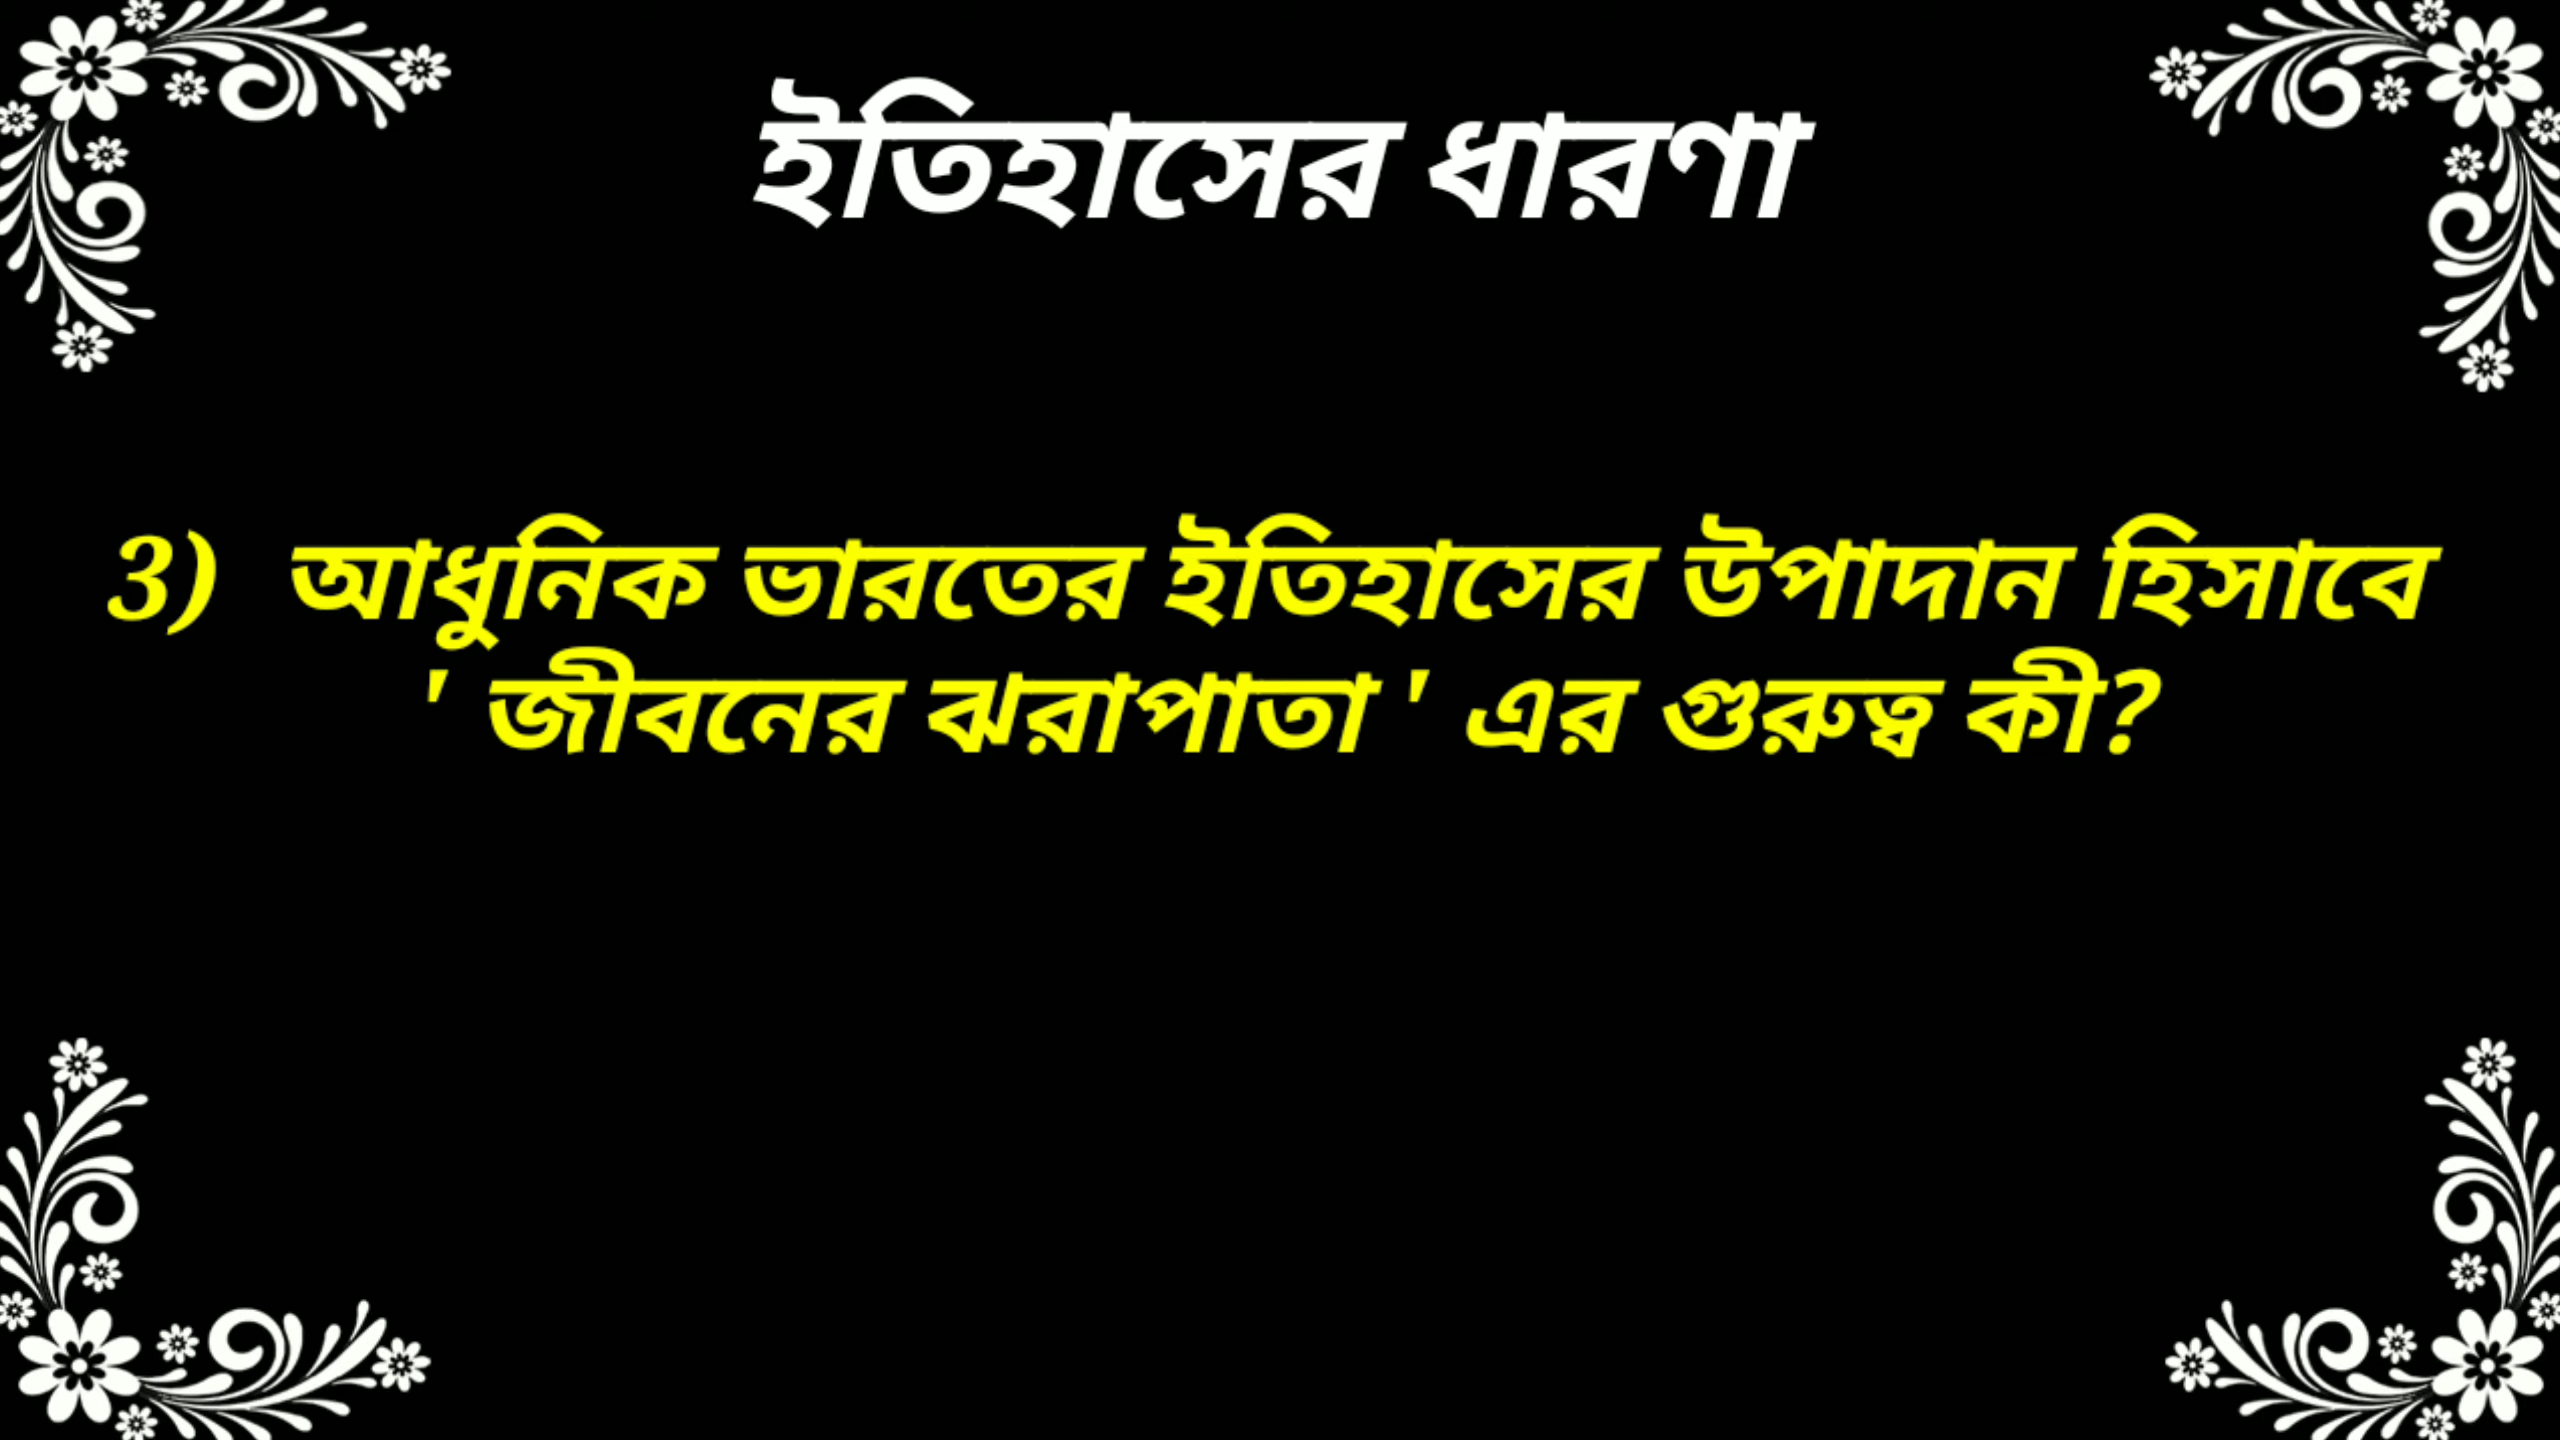 ইতিহাসের ধারণা
3) আধুনিক ভারতের ইতিহাসের উপাদান হিসাবে
' জীবনের ঝরাপাতা ' এর গুরুত্ব কী?